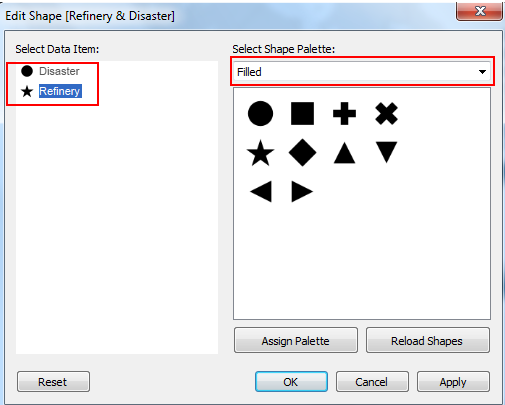 Edit Shape [Refinery & Disaster]
Select Data Item:
Disaster
Refinery
Select Shape Palette:
Filled
Assign Palette
Reload Shapes
Reset
OK
Cancel
Apply